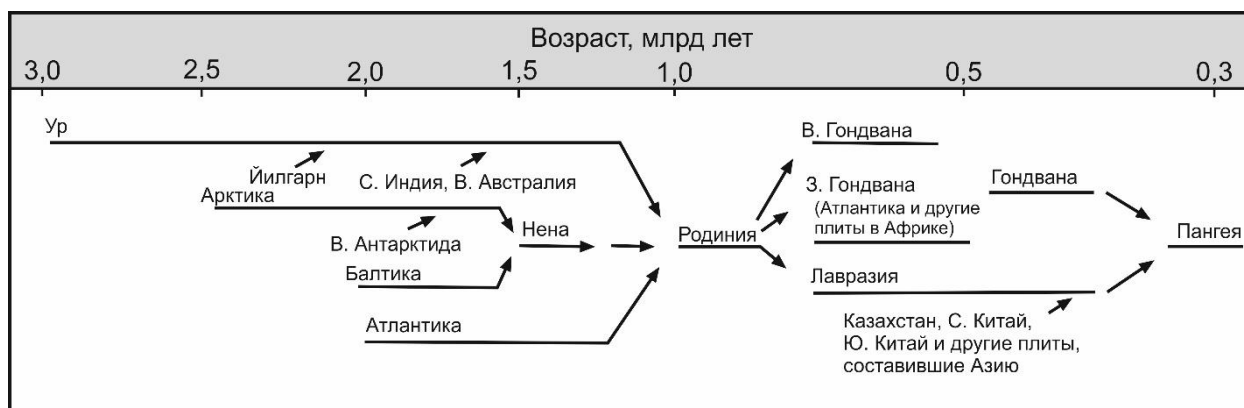 Возраст, млрд лет
3,0 2,5 2,0 1,5 1,0 0,5 0,3
Ур
Йилгарн
С. Индия, В. Австралия
Арктика
В. Антарктида
Нена
Балтика
Атлантика
Родиния
В. Гондвана
З. Гондвана
(Атлантика и другие
плиты в Африке)
Гондвана
Лавразия
Казахстан, С. Китай,
Ю. Китай и другие плиты,
составившие Азию
Пангея